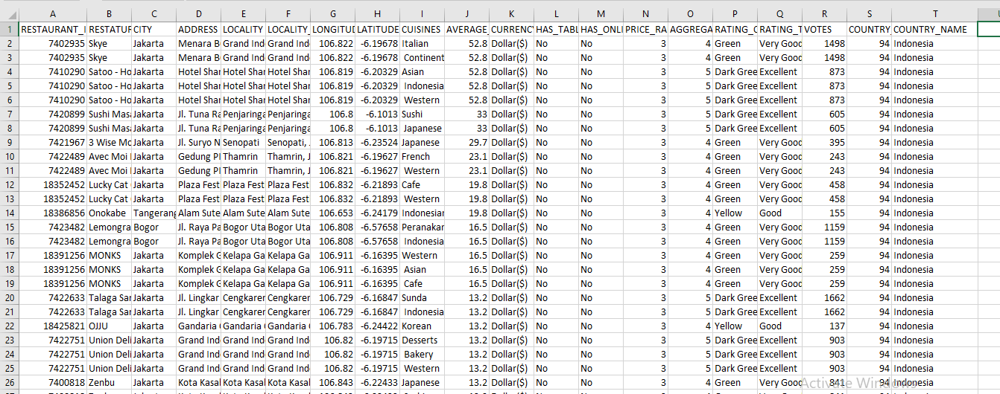 A B C D E F G H I J K L M N O P Q R S T
1 RESTAURANT_I RESTATUR CITY ADDRESS LOCALITY LOCALITY_ LONGITUD LATITUDE CUISINES AVERAGE_ CURRENC HAS_TABL HAS_ONLI PRICE_RA AGGREGA RATING_C RATING_T VOTES COUNTRY_ COUNTRY_NAME
2 7402935 Skye Jakarta Menara B Grand Ind Grand Ind 106.822 -6.19678 Italian 52.8 Dollar($) No No 3 4 Green Very Good 1498 94 Indonesia
3 7402935 Skye Jakarta Menara B Grand Ind Grand Ind 106.822 -6.19678 Continent 52.8 Dollar($) No No 3 4 Green Very Good 1498 94 Indonesia
4 7410290 Satoo - Ho Jakarta Hotel Shar Hotel Shar Hotel Shar 106.819 -6.20329 Asian 52.8 Dollar($) No No 3 5 Dark Gree Excellent 873 94 Indonesia
5 7410290 Satoo - Ho Jakarta Hotel Shar Hotel Shar Hotel Shar 106.819 -6.20329 Indonesia 52.8 Dollar($) No No 3 5 Dark Gree Excellent 873 94 Indonesia
6 7410290 Satoo - Ho Jakarta Hotel Shar Hotel Shar Hotel Shar 106.819 -6.20329 Western 52.8 Dollar($) No No 3 5 Dark Gree Excellent 873 94 Indonesia
7 7420899 Sushi Mas Jakarta Jl. Tuna Ra Penjaringa Penjaringa 106.8 -6.1013 Sushi 33 Dollar($) No No 3 5 Dark Gree Excellent 605 94 Indonesia
8 7420899 Sushi Mas Jakarta Jl. Tuna Ra Penjaringa Penjaringa 106.8 -6.1013 Japanese 33 Dollar($) No No 3 5 Dark Gree Excellent 605 94 Indonesia
9 7421967 3 Wise Mo Jakarta Jl. Suryo N Senopati Senopati, 106.813 -6.23524 Japanese 29.7 Dollar($) No No 3 4 Green Very Good 395 94 Indonesia
10 7422489 Avec Moi Jakarta Gedung Pl Thamrin Thamrin, J 106.821 -6.19627 French 23.1 Dollar($) No No 3 4 Green Very Good 243 94 Indonesia
11 7422489 Avec Moi Jakarta Gedung Pl Thamrin Thamrin, J 106.821 -6.19627 Western 23.1 Dollar($) No No 3 4 Green Very Good 243 94 Indonesia
12 18352452 Lucky Cat Jakarta Plaza Fest Plaza Fest Plaza Fest 106.832 -6.21893 Cafe 19.8 Dollar($) No No 3 4 Green Very Good 458 94 Indonesia
13 18352452 Lucky Cat Jakarta Plaza Fest Plaza Fest Plaza Fest 106.832 -6.21893 Western 19.8 Dollar($) No No 3 4 Green Very Good 458 94 Indonesia
14 18386856 Onokabe Tangerang Alam Sute Alam Sute Alam Sute 106.653 -6.24179 Indonesian 19.8 Dollar($) No No 3 4 Yellow Good 155 94 Indonesia
15 7423482 Lemongra Bogor Jl. Raya Pa Bogor Uta Bogor Uta 106.808 -6.57658 Peranakan 16.5 Dollar($) No No 3 4 Green Very Good 1159 94 Indonesia
16 7423482 Lemongra Bogor Jl. Raya Pa Bogor Uta Bogor Uta 106.808 -6.57658 Indonesia 16.5 Dollar($) No No 3 4 Green Very Good 1159 94 Indonesia
17 18391256 MONKS Jakarta Komplek G Kelapa Ga Kelapa Ga 106.911 -6.16395 Western 16.5 Dollar($) No No 3 4 Green Very Good 259 94 Indonesia
18 18391256 MONKS Jakarta Komplek G Kelapa Ga Kelapa Ga 106.911 -6.16395 Asian 16.5 Dollar($) No No 3 4 Green Very Good 259 94 Indonesia
19 18391256 MONKS Jakarta Komplek G Kelapa Ga Kelapa Ga 106.911 -6.16395 Cafe 16.5 Dollar($) No No 3 4 Green Very Good 259 94 Indonesia
20 7422633 Talaga Sar Jakarta Jl. Lingkar Cengkaren Cengkaren 106.729 -6.16847 Sunda 13.2 Dollar($) No No 3 5 Dark Gree Excellent 1662 94 Indonesia
21 7422633 Talaga Sar Jakarta Jl. Lingkar Cengkaren Cengkaren 106.729 -6.16847 Indonesia 13.2 Dollar($) No No 3 5 Dark Gree Excellent 1662 94 Indonesia
22 18425821 OJJU Jakarta Gandaria Gandaria Gandaria 106.783 -6.24422 Korean 13.2 Dollar($) No No 3 4 Yellow Good 137 94 Indonesia
23 7422751 Union Deli Jakarta Grand Ind Grand Ind Grand Ind 106.82 -6.19715 Desserts 13.2 Dollar($) No No 3 5 Dark Gree Excellent 903 94 Indonesia
24 7422751 Union Deli Jakarta Grand Ind Grand Ind Grand Ind 106.82 -6.19715 Bakery 13.2 Dollar($) No No 3 5 Dark Gree Excellent 903 94 Indonesia
25 7422751 Union Deli Jakarta Grand Ind Grand Ind Grand Ind 106.82 -6.19715 Western 13.2 Dollar($) No No 3 5 Dark Gree Excellent 903 94 Indonesia
26 7400818 Zenbu Jakarta Kota Kasal Kota Kasal Kota Kasal 106.843 -6.22433 Japanese 13.2 Dollar($) No No 3 4 Green Very Good 841 94 Indonesia
Activate Windows